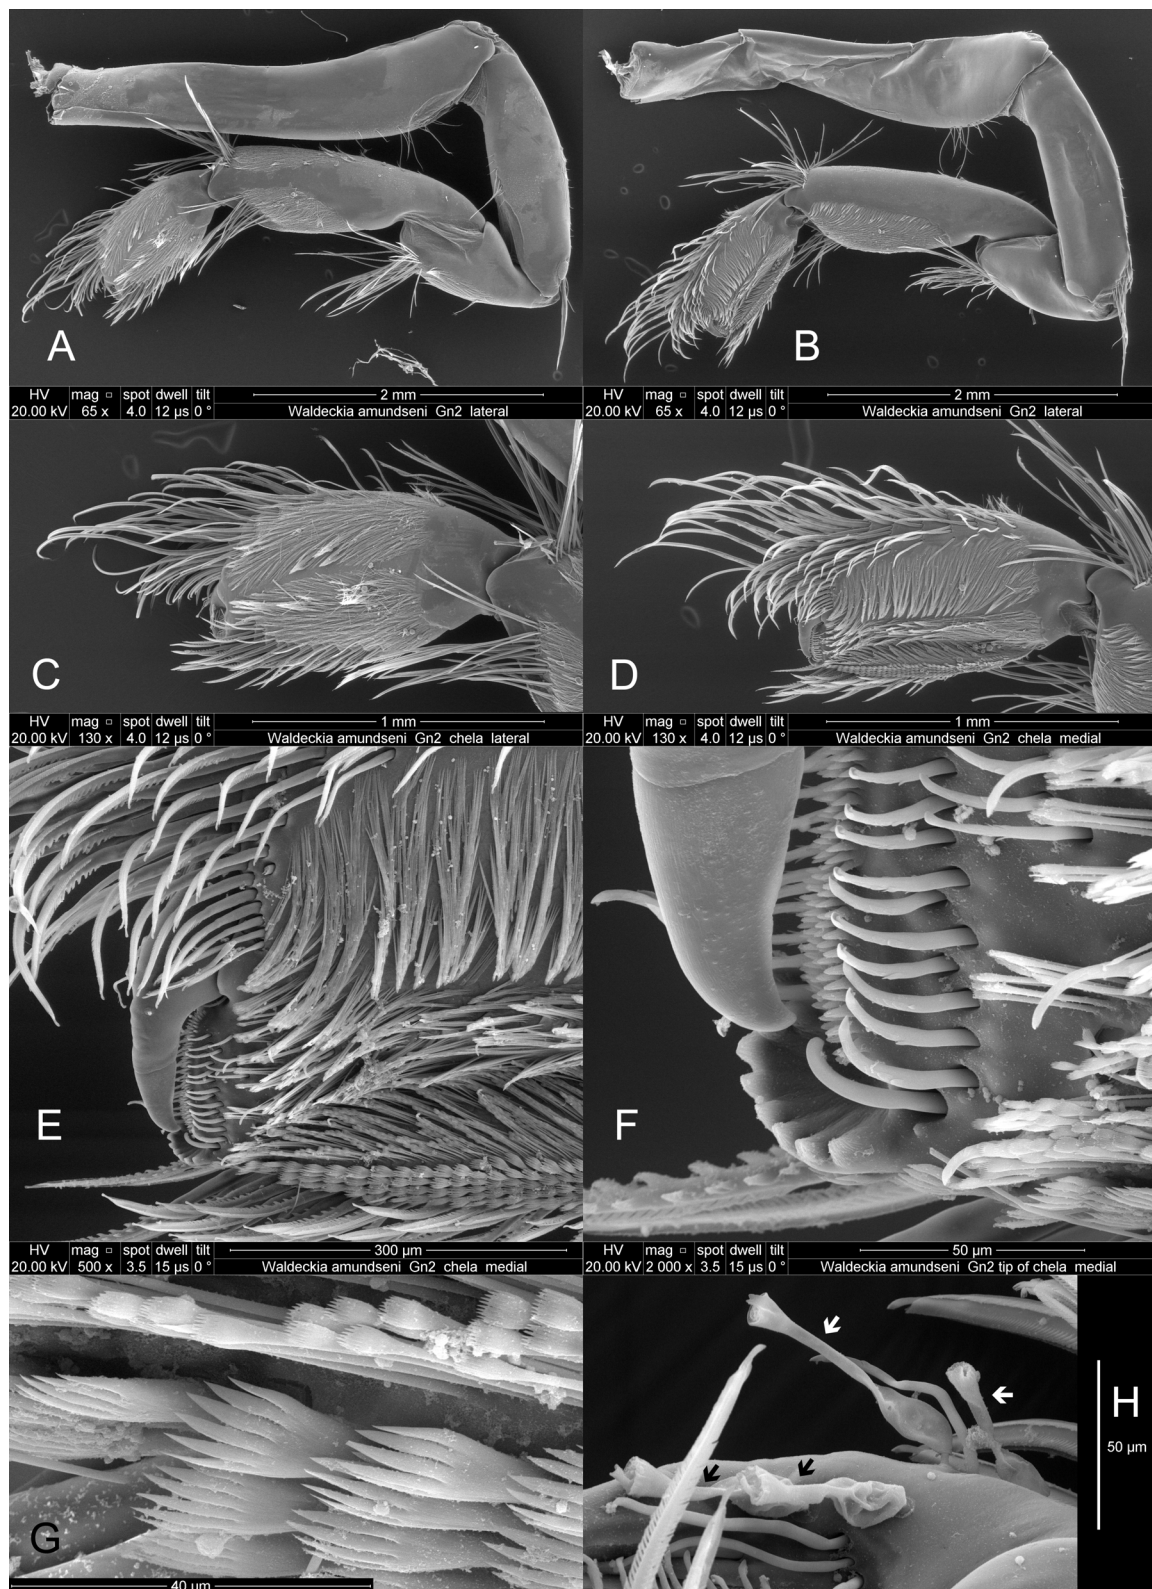 A
HV mag □ spot dwell tilt
20.00 kV 65 x 4.0 12 µs 0 ° 2 mm
Waldeckia amundseni Gn2 lateral
B
HV mag □ spot dwell tilt
20.00 kV 65 x 4.0 12 µs 0 ° 2 mm
Waldeckia amundseni Gn2 lateral
C
HV mag □ spot dwell tilt
20.00 kV 130 x 4.0 12 µs 0 ° 1 mm
Waldeckia amundseni Gn2 chela lateral
D
HV mag □ spot dwell tilt
20.00 kV 130 x 4.0 12 µs 0 ° 1 mm
Waldeckia amundseni Gn2 chela medial
E
HV mag □ spot dwell tilt
20.00 kV 500 x 3.5 15 µs 0 ° 300 µm
Waldeckia amundseni Gn2 chela medial
F
HV mag □ spot dwell tilt
20.00 kV 2 000 x 3.5 15 µs 0 ° 50 µm
Waldeckia amundseni Gn2 tip of chela medial
G
40 µm
H
50 µm